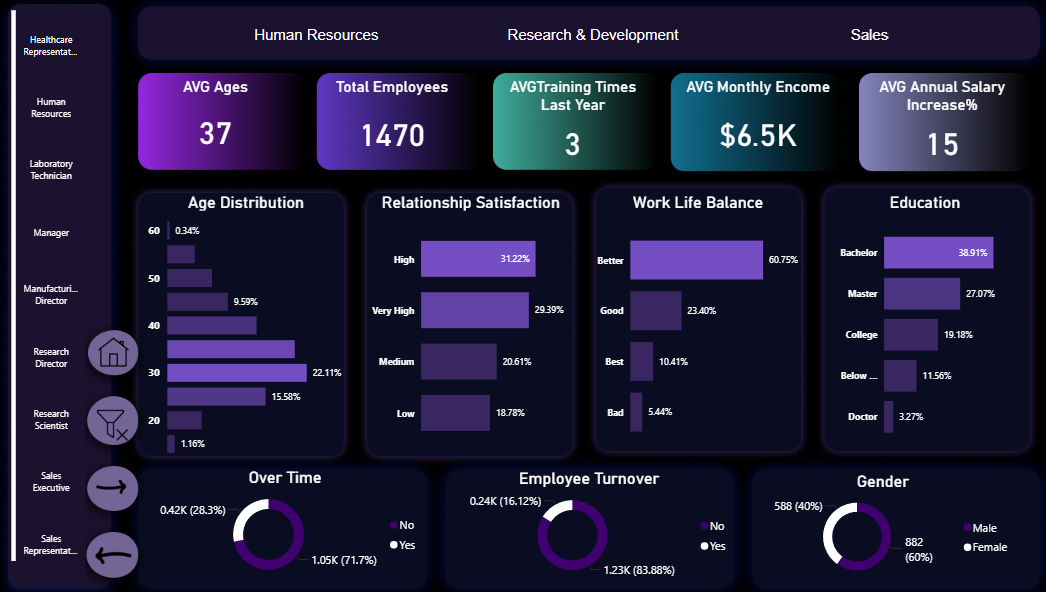 Healthcare
Representat...
Human
Resources
Laboratory
Technician
Manager
Manufacturi...
Director
Research
Director
Research
Scientist
Sales
Executive
Sales
Representat...
Human Resources
Research & Development
Sales
AVG Ages
37
Total Employees
1470
AVGTraining Times
Last Year
3
AVG Monthly Encome
$6.5K
AVG Annual Salary
Increase%
15
Age Distribution
60
0.34%
50
9.59%
40
30
22.11%
15.58%
20
1.16%
Relationship Satisfaction
High
31.22%
Very High
29.39%
Medium
20.61%
Low
18.78%
Work Life Balance
Better
60.75%
Good
23.40%
Best
10.41%
Bad
5.44%
Education
Bachelor
38.91%
Master
27.07%
College
19.18%
Below ...
11.56%
Doctor
3.27%
Over Time
0.42K (28.3%)
1.05K (71.7%)
No
Yes
Employee Turnover
0.24K (16.12%)
1.23K (83.88%)
No
Yes
Gender
588 (40%)
882
(60%)
Male
Female